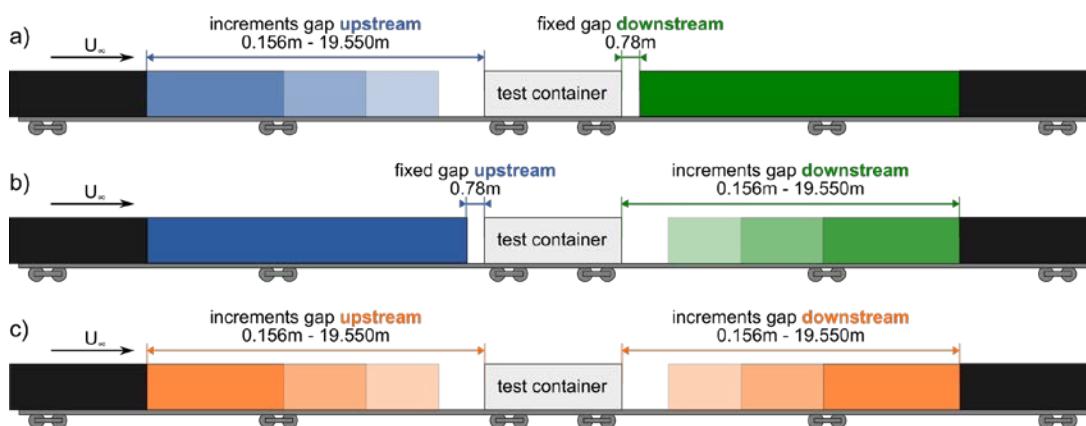 a)
increments gap upstream
0.156m - 19.550m
fixed gap downstream
0.78m
U∞
test container
b)
fixed gap upstream
0.78m
increments gap downstream
0.156m - 19.550m
U∞
test container
c)
increments gap upstream
0.156m - 19.550m
increments gap downstream
0.156m - 19.550m
U∞
test container